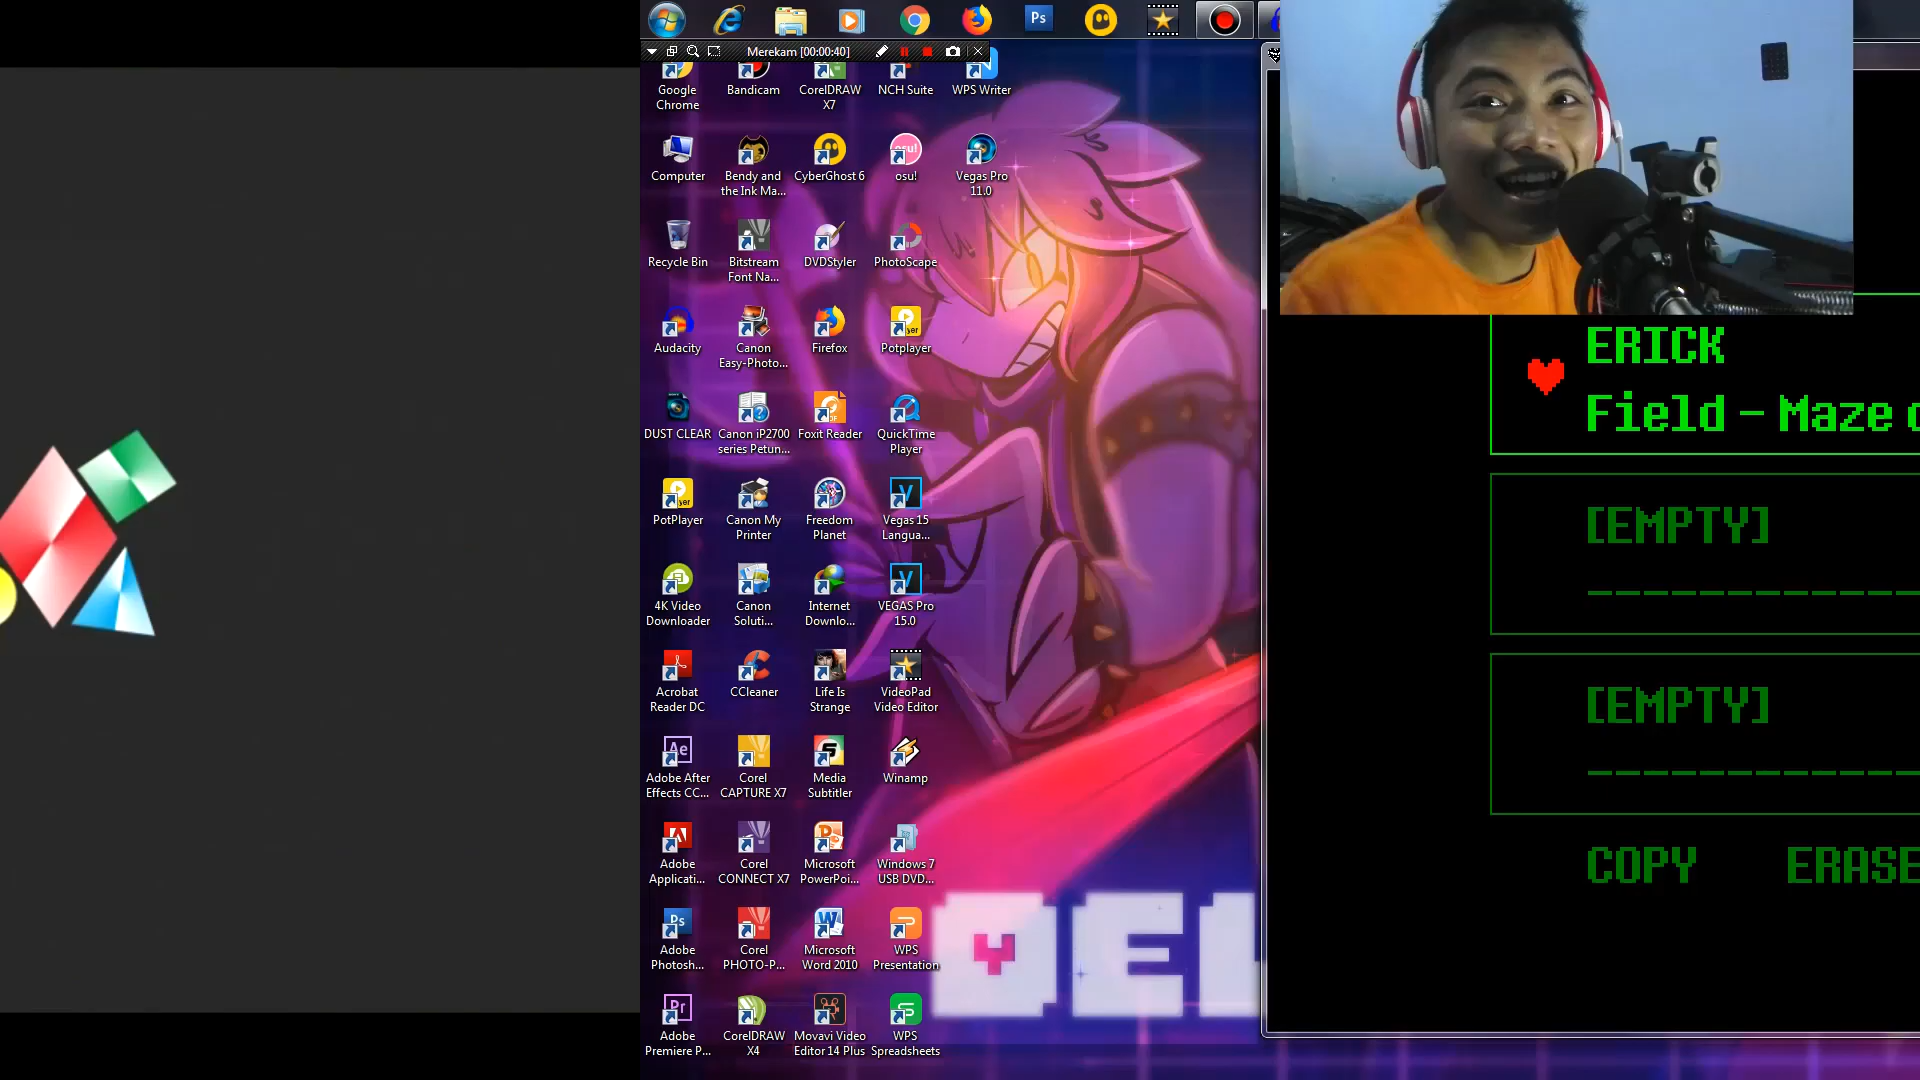 Merekam [00:00:40]
Google
Chrome
Bandicam
CorelDRAW
X7
NCH Suite
WPS Writer
Computer
Bendy and
the Ink Ma...
CyberGhost 6
osu!
osu!
Vegas Pro
11.0
Recycle Bin
Bitstream
Font Na...
DVDStyler
PhotoScape
Audacity
Canon
Easy-Photo...
Firefox
Potplayer
DUST CLEAR
Canon iP2700
series Petun...
Foxit Reader
QuickTime
Player
PotPlayer
Canon My
Printer
Freedom
Planet
Vegas 15
Langua...
4K Video
Downloader
Canon
Soluti...
Internet
Downlo...
VEGAS Pro
15.0
Acrobat
Reader DC
CCleaner
Life Is
Strange
VideoPad
Video Editor
Adobe After
Effects CC...
Corel
CAPTURE X7
Media
Subtitler
Winamp
Adobe
Applicati...
Corel
CONNECT X7
Microsoft
PowerPoi...
Windows 7
USB DVD...
Adobe
Photosh...
Corel
PHOTO-P...
Microsoft
Word 2010
WPS
Presentation
Adobe
Premiere P...
CorelDRAW
X4
Movavi Video
Editor 14 Plus
WPS
Spreadsheets
Ps
Ae
Ps
Pr
DEL
ERICK
Field - Maze o
[EMPTY]
[EMPTY]
COPY ERASE